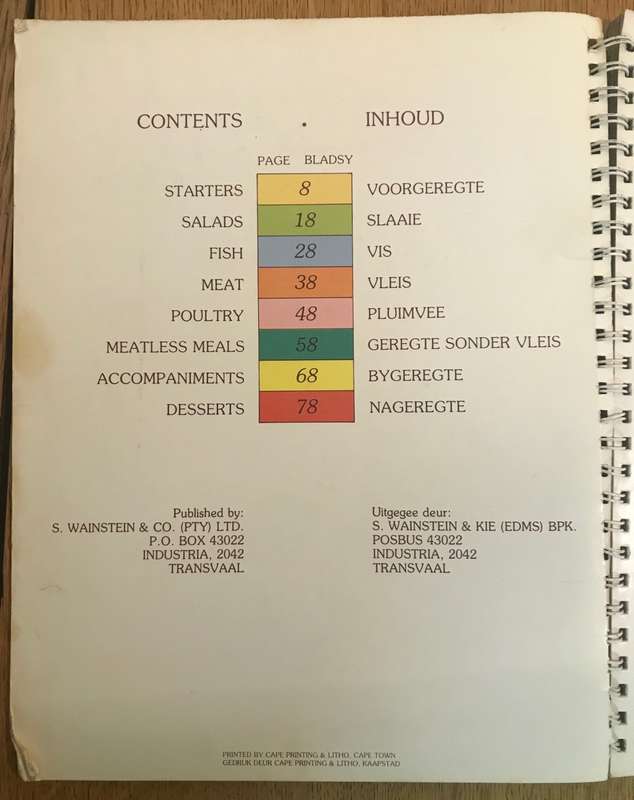 CONTENTS . INHOUD
PAGE BLADSY
STARTERS 8 VOORGEREGTE
SALADS 18 SLAAIE
FISH 28 VIS
MEAT 38 VLEIS
POULTRY 48 PLUIMVEE
MEATLESS MEALS 58 GEREGTE SONDER VLEIS
ACCOMPANIMENTS 68 BYGEREGTE
DESSERTS 78 NAGEREGTE
Published by:
S. WAINSTEIN & CO. (PTY) LTD.
P.O. BOX 43022
INDUSTRIA, 2042
TRANSVAAL
Uitgegee deur:
S. WAINSTEIN & KIE (EDMS) BPK.
POSBUS 43022
INDUSTRIA, 2042
TRANSVAAL
PRINTED BY CAPE PRINTING & LITHO, CAPE TOWN
GEDRUK DEUR CAPE PRINTING & LITHO, KAAPSTAD